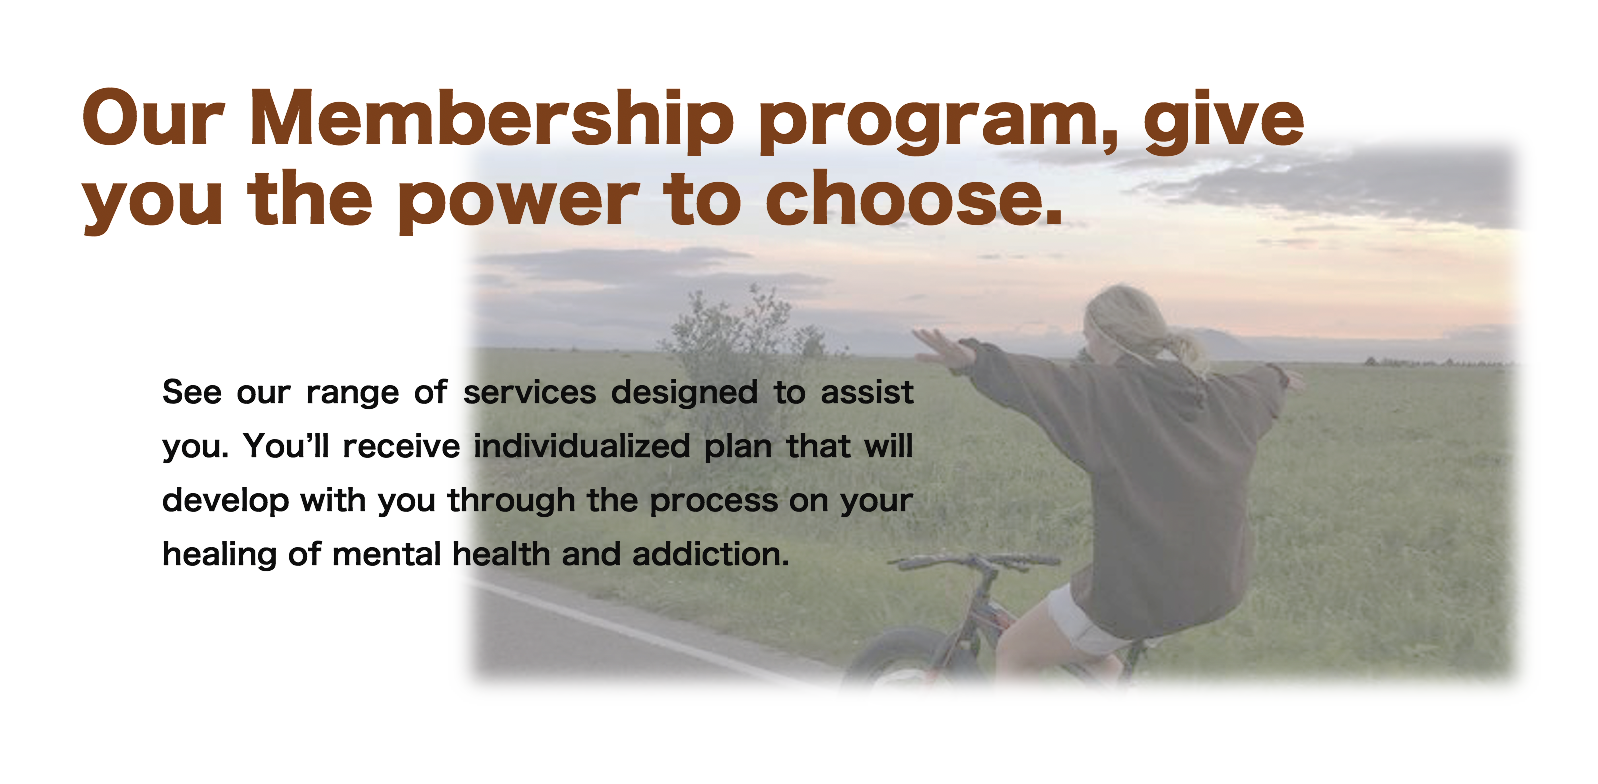 Our Membership program, give
you the power to choose.
See our range of services designed to assist
you. You’ll receive individualized plan that will
develop with you through the process on your
healing of mental health and addiction.